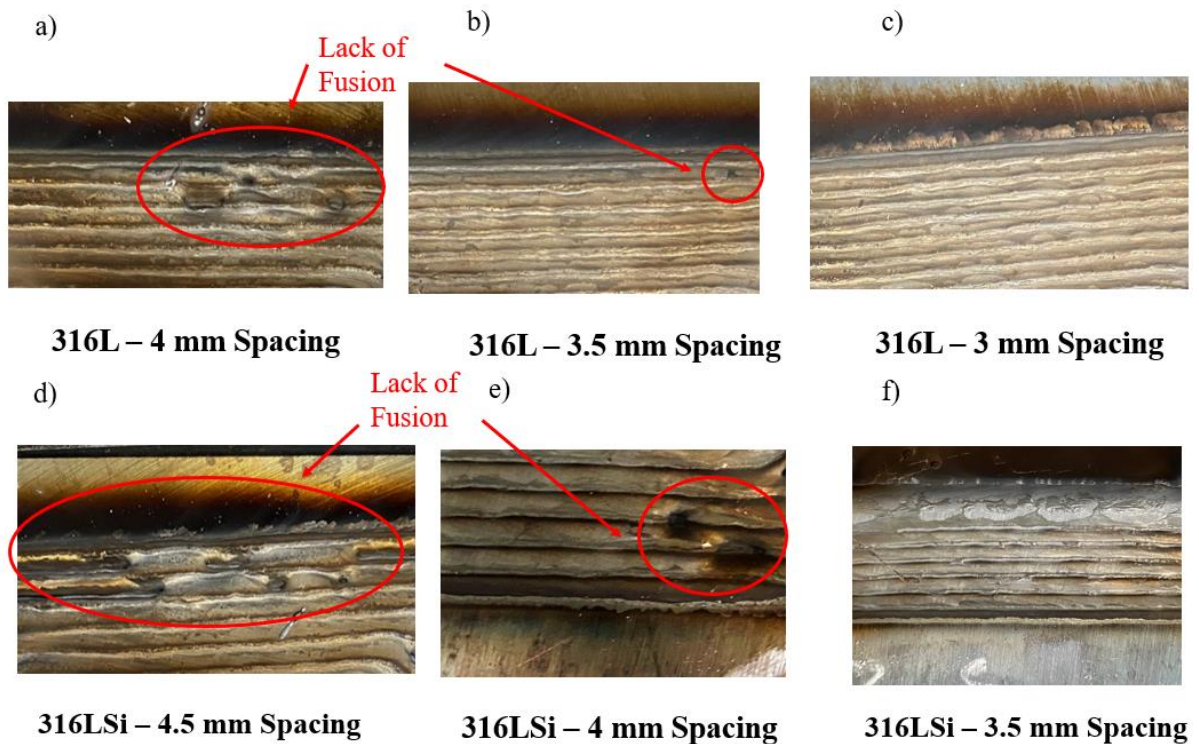 a)
b)
c)
Lack of
Fusion
316L – 4 mm Spacing
316L – 3.5 mm Spacing
316L – 3 mm Spacing
d)
Lack of
Fusion
e)
f)
316LSi – 4.5 mm Spacing
316LSi – 4 mm Spacing
316LSi – 3.5 mm Spacing